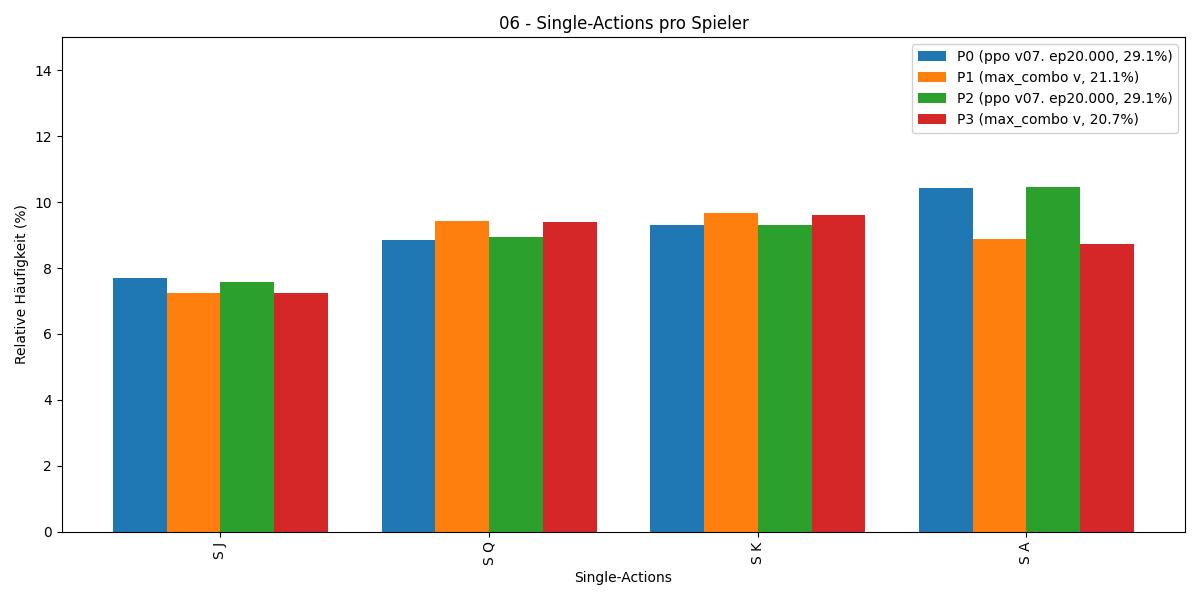 06 - Single-Actions pro Spieler
P0 (ppo v07. ep20.000, 29.1%)
P1 (max_combo v, 21.1%)
P2 (ppo v07. ep20.000, 29.1%)
P3 (max_combo v, 20.7%)
Relative Häufigkeit (%)
14
12
10
8
6
4
2
0
S J
S Q
S K
S A
Single-Actions